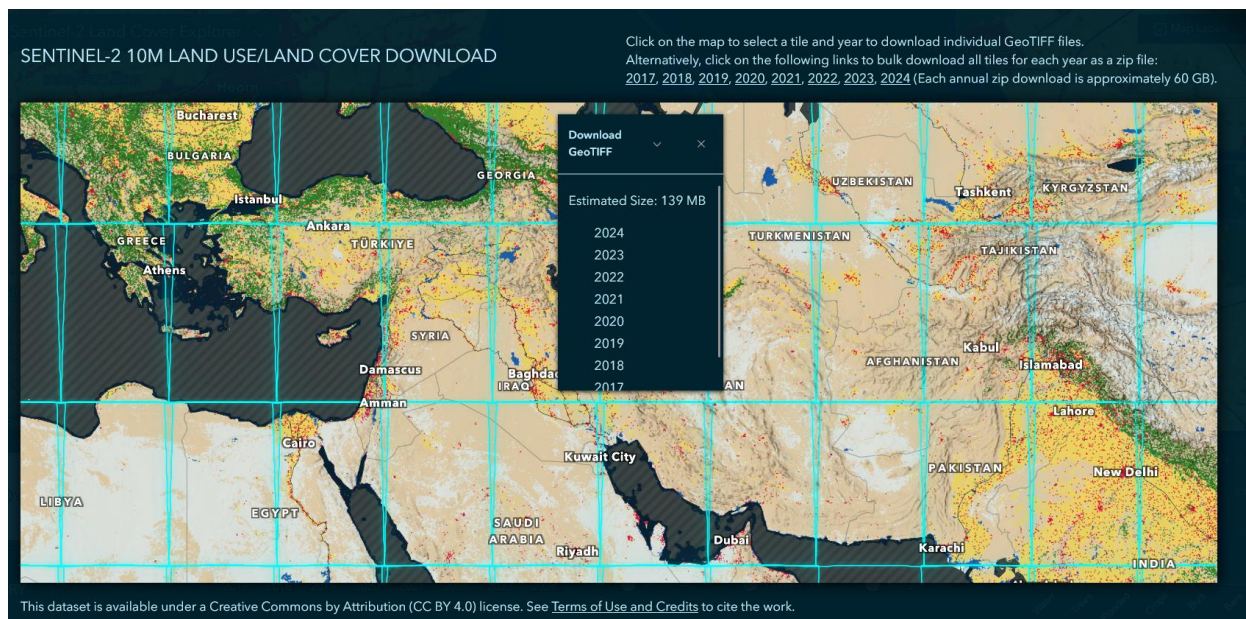 Sentinel-2 Land Cover Explorer
SENTINEL-2 10M LAND USE/LAND COVER DOWNLOAD
Click on the map to select a tile and year to download individual GeoTIFF files.
Alternatively, click on the following links to bulk download all tiles for each year as a zip file:
2017, 2018, 2019, 2020, 2021, 2022, 2023, 2024 (Each annual zip download is approximately 60 GB).
Bucharest
BULGARIA
Istanbul
GEORGIA
Ankara
TÜRKIYE
GREECE
Athens
SYRIA
Damascus
Baghdad
IRAQ
Amman
Cairo
LIBYA
EGYPT
Kuwait City
SAUDI
ARABIA
Riyadh
Dubai
Download
GeoTIFF
Estimated Size: 139 MB
2024
2023
2022
2021
2020
2019
2018
2017
UZBEKISTAN
Tashkent
KYRGYZSTAN
TURKMENISTAN
TAJIKISTAN
Kabul
AFGHANISTAN
Islamabad
AN
Lahore
PAKISTAN
New Delhi
Karachi
INDIA
This dataset is available under a Creative Commons by Attribution (CC BY 4.0) license. See Terms of Use and Credits to cite the work.